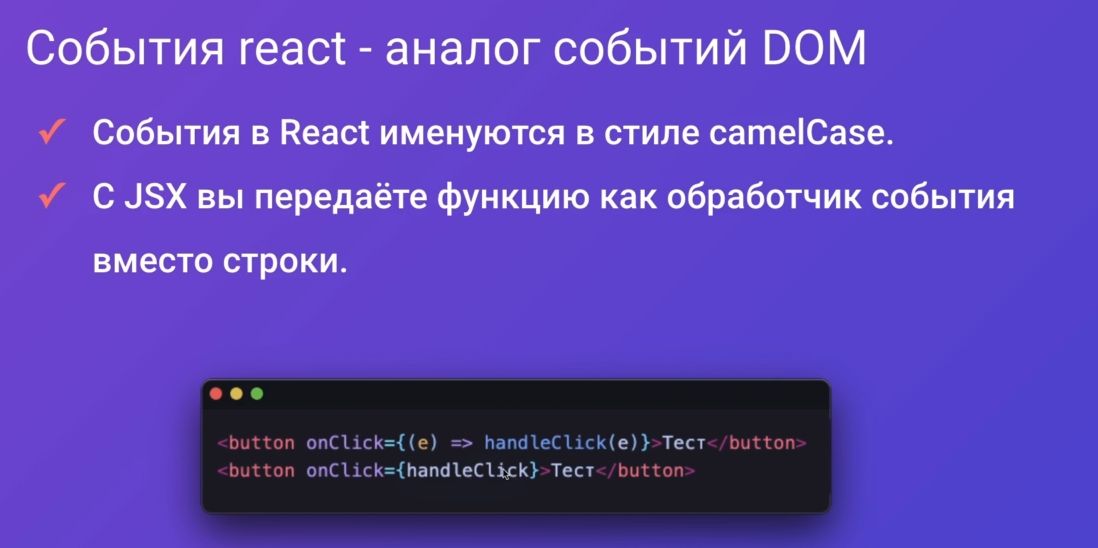 События react - аналог событий DOM
События в React именуются в стиле camelCase.
С JSX вы передаёте функцию как обработчик события
вместо строки.
<button onClick={(e) => handleClick(e)}>Тест</button>
<button onClick={handleClick}>Тест</button>